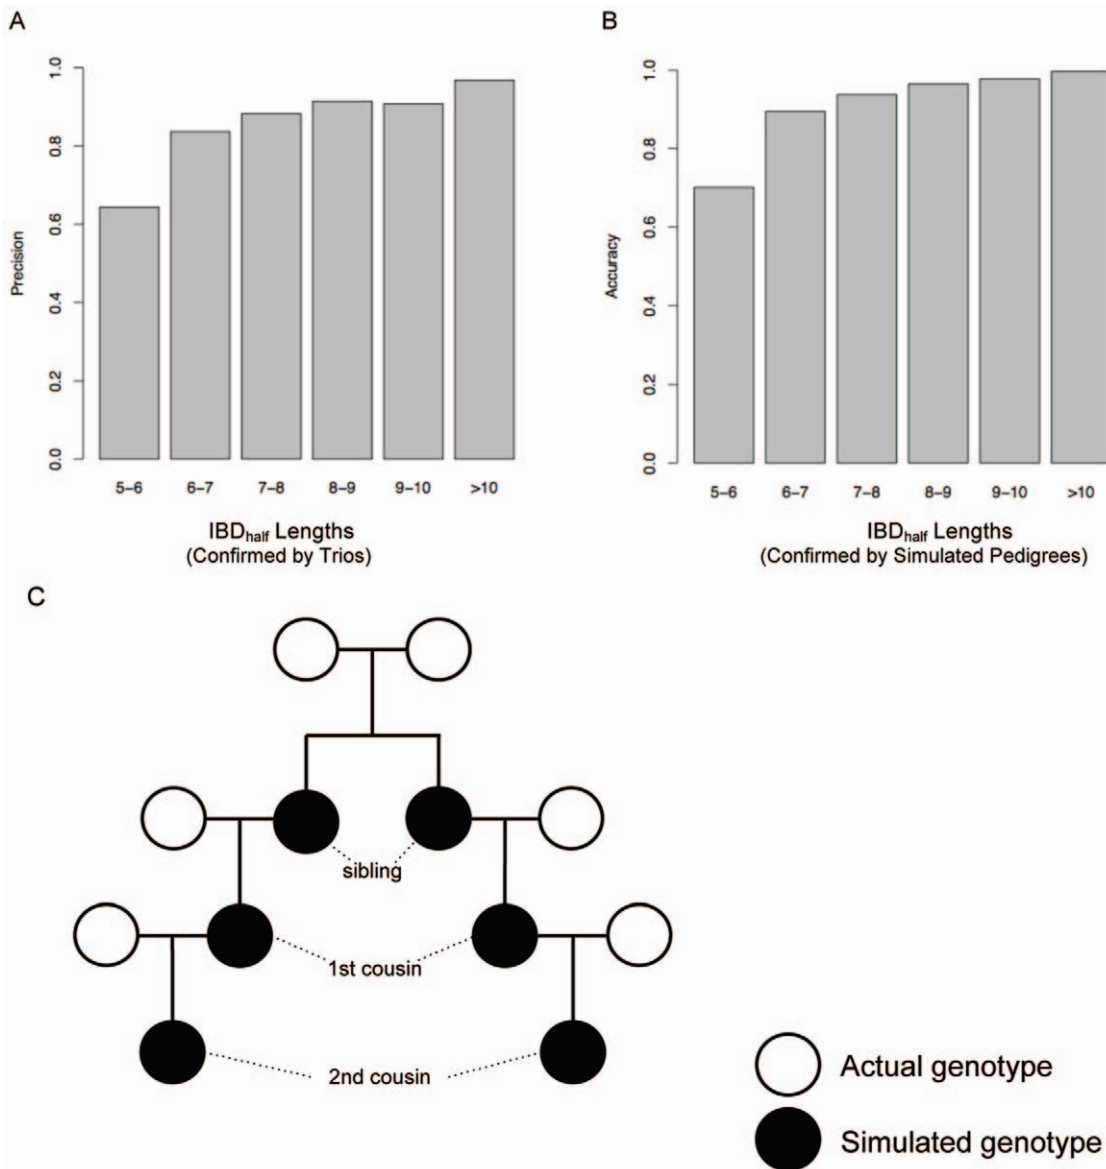 A
Precision
0.0
0.2
0.4
0.6
0.8
1.0
5-6
6-7
7-8
8-9
9-10
>10
IBDhalf Lengths
(Confirmed by Trios)
B
Accuracy
0.0
0.2
0.4
0.6
0.8
1.0
5-6
6-7
7-8
8-9
9-10
>10
IBDhalf Lengths
(Confirmed by Simulated Pedigrees)
C
sibling
1st cousin
2nd cousin
Actual genotype
Simulated genotype